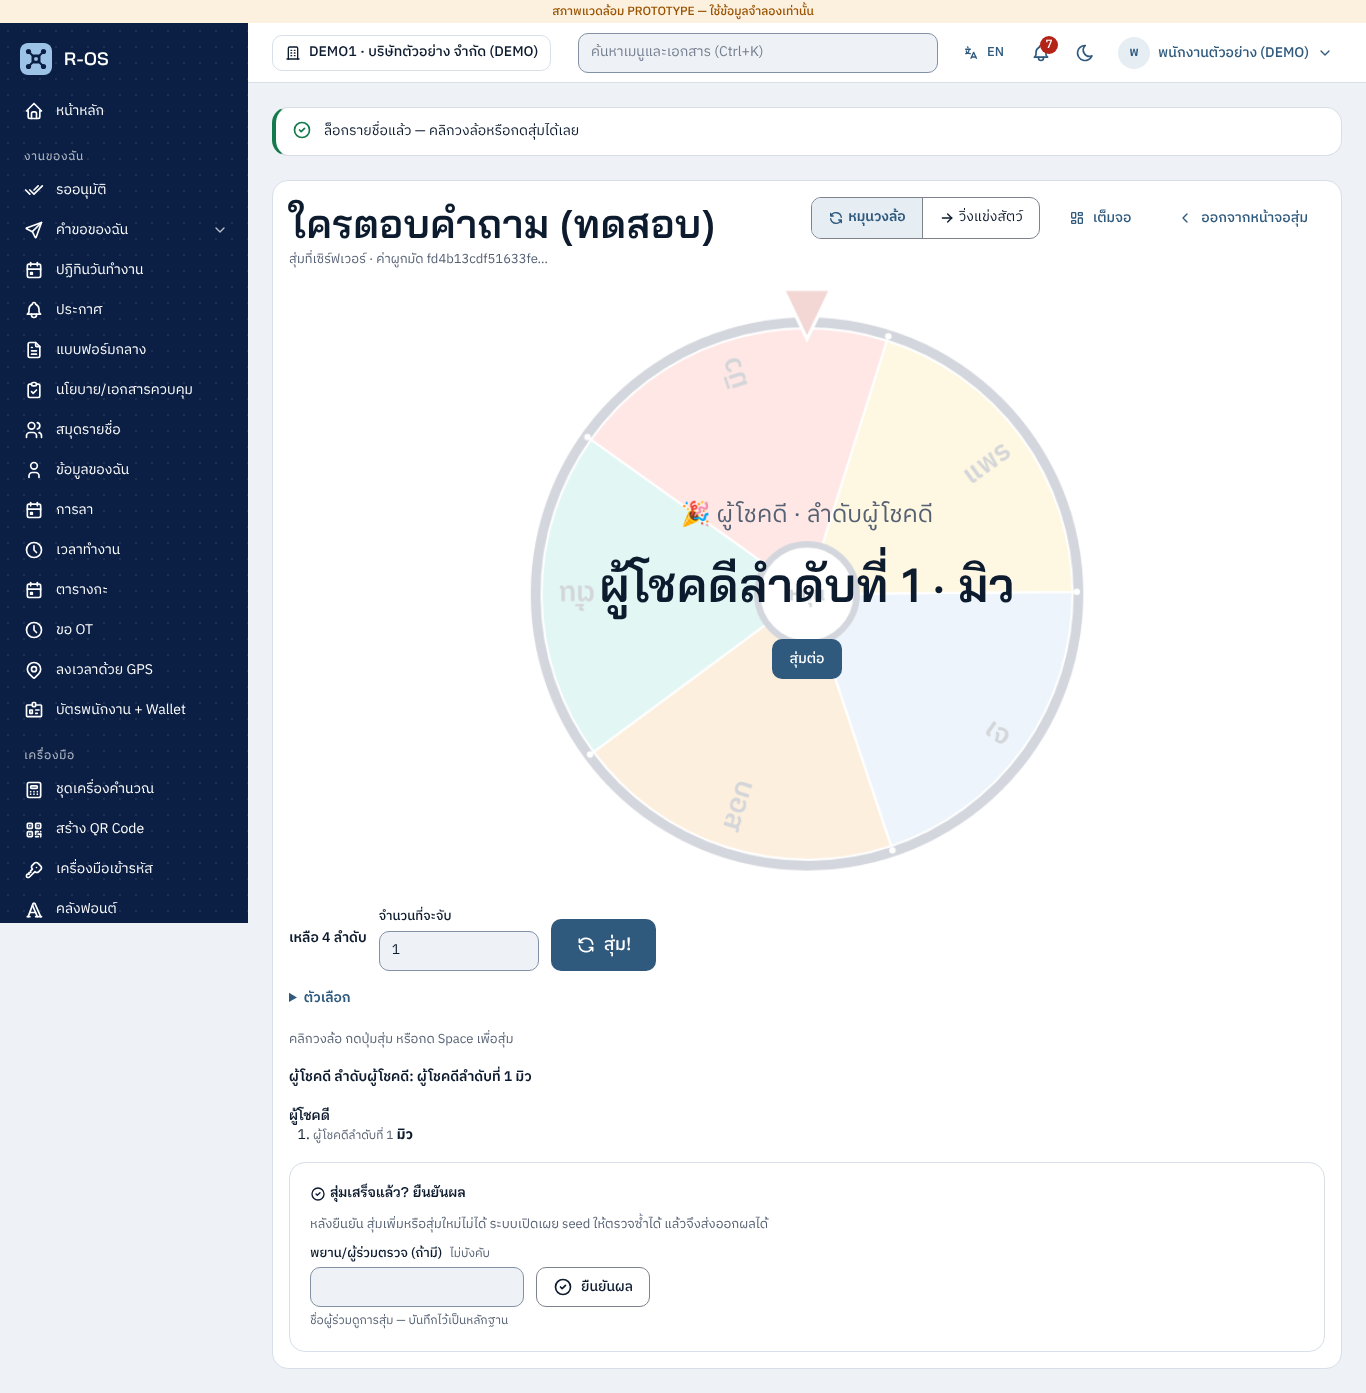 สภาพแวดล้อม PROTOTYPE — ใช้ข้อมูลจำลองเท่านั้น
R-OS
DEMO1 · บริษัทตัวอย่าง จำกัด (DEMO)
ค้นหาเมนูและเอกสาร (Ctrl+K)
EN
7
พ
พนักงานตัวอย่าง (DEMO)
หน้าหลัก
งานของฉัน
รออนุมัติ
คำขอของฉัน
ปฏิทินวันทำงาน
ประกาศ
แบบฟอร์มกลาง
นโยบาย/เอกสารควบคุม
สมุดรายชื่อ
ข้อมูลของฉัน
การลา
เวลาทำงาน
ตารางกะ
ขอ OT
ลงเวลาด้วย GPS
บัตรพนักงาน + Wallet
เครื่องมือ
ชุดเครื่องคำนวณ
สร้าง QR Code
เครื่องมือเข้ารหัส
คลังฟอนต์
ล็อกรายชื่อแล้ว — คลิกวงล้อหรือกดสุ่มได้เลย
ใครตอบคำถาม (ทดสอบ)
หมุนวงล้อ
วิ่งแข่งสัตว์
เต็มจอ
ออกจากหน้าจอสุ่ม
สุ่มที่เซิร์ฟเวอร์ · ค่าผูกมัด fd4b13cdf51633fe…
แพร
🎉 ผู้โชคดี · ลำดับผู้โชคดี
ผู้โชคดีลำดับที่ 1 · มิว
สุ่มต่อ
เจ
บอส
เหลือ 4 ลำดับ
จำนวนที่จะจับ
1
สุ่ม!
ตัวเลือก
คลิกวงล้อ กดปุ่มสุ่ม หรือกด Space เพื่อสุ่ม
ผู้โชคดี ลำดับผู้โชคดี: ผู้โชคดีลำดับที่ 1 มิว
ผู้โชคดี
1. ผู้โชคดีลำดับที่ 1 มิว
สุ่มเสร็จแล้ว? ยืนยันผล
หลังยืนยัน สุ่มเพิ่มหรือสุ่มใหม่ไม่ได้ ระบบเปิดเผย seed ให้ตรวจซ้ำได้ แล้วจึงส่งออกผลได้
พยาน/ผู้ร่วมตรวจ (ถ้ามี) ไม่บังคับ
ยืนยันผล
ชื่อผู้ร่วมดูการสุ่ม — บันทึกไว้เป็นหลักฐาน